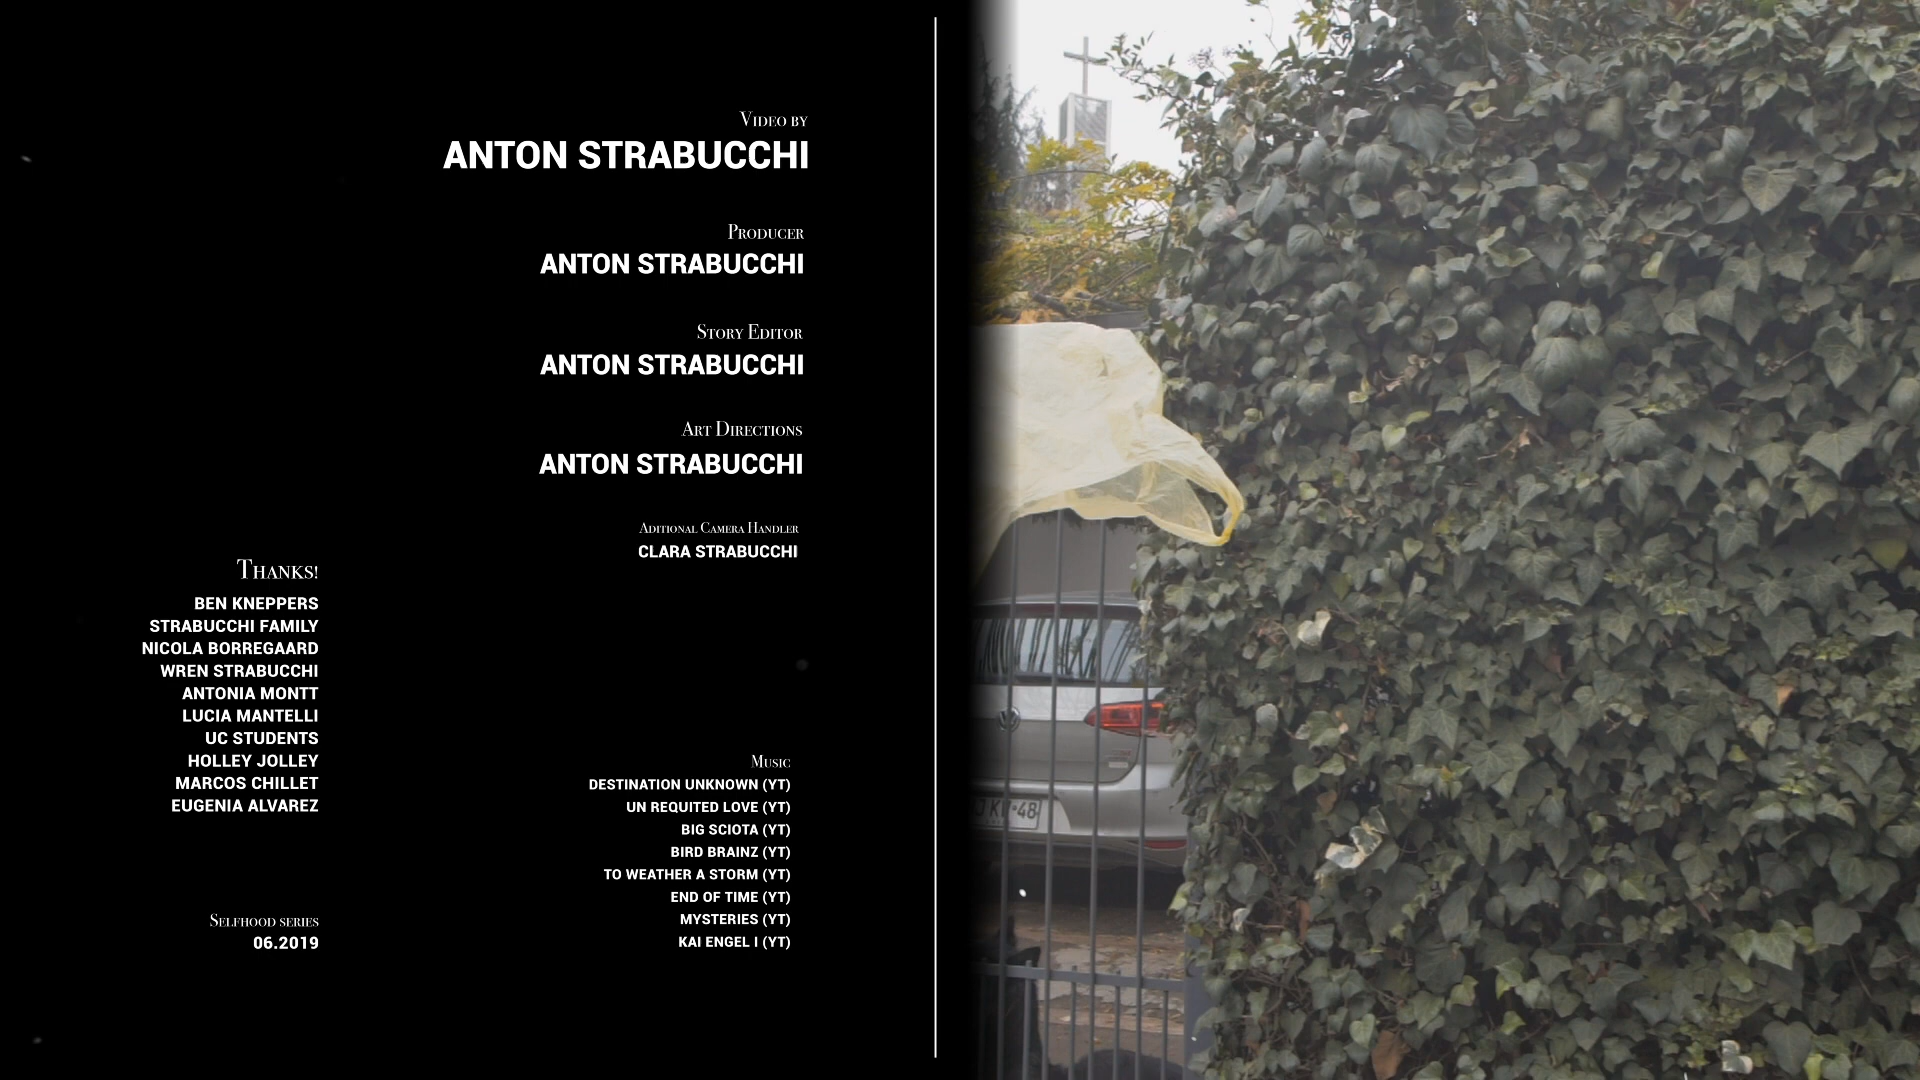 VIDEO BY
ANTON STRABUCCHI
PRODUCER
ANTON STRABUCCHI
STORY EDITOR
ANTON STRABUCCHI
ART DIRECTIONS
ANTON STRABUCCHI
ADITIONAL CAMERA HANDLER
CLARA STRABUCCHI
THANKS!
BEN KNEPPERS
STRABUCCHI FAMILY
NICOLA BORREGAARD
WREN STRABUCCHI
ANTONIA MONTT
LUCIA MANTELLI
UC STUDENTS
HOLLEY JOLLEY
MARCOS CHILLET
EUGENIA ALVAREZ
MUSIC
DESTINATION UNKNOWN (YT)
UN REQUITED LOVE (YT)
BIG SCIOTA (YT)
BIRD BRAINZ (YT)
TO WEATHER A STORM (YT)
END OF TIME (YT)
MYSTERIES (YT)
KAI ENGEL I (YT)
SELFHOOD SERIES
06.2019